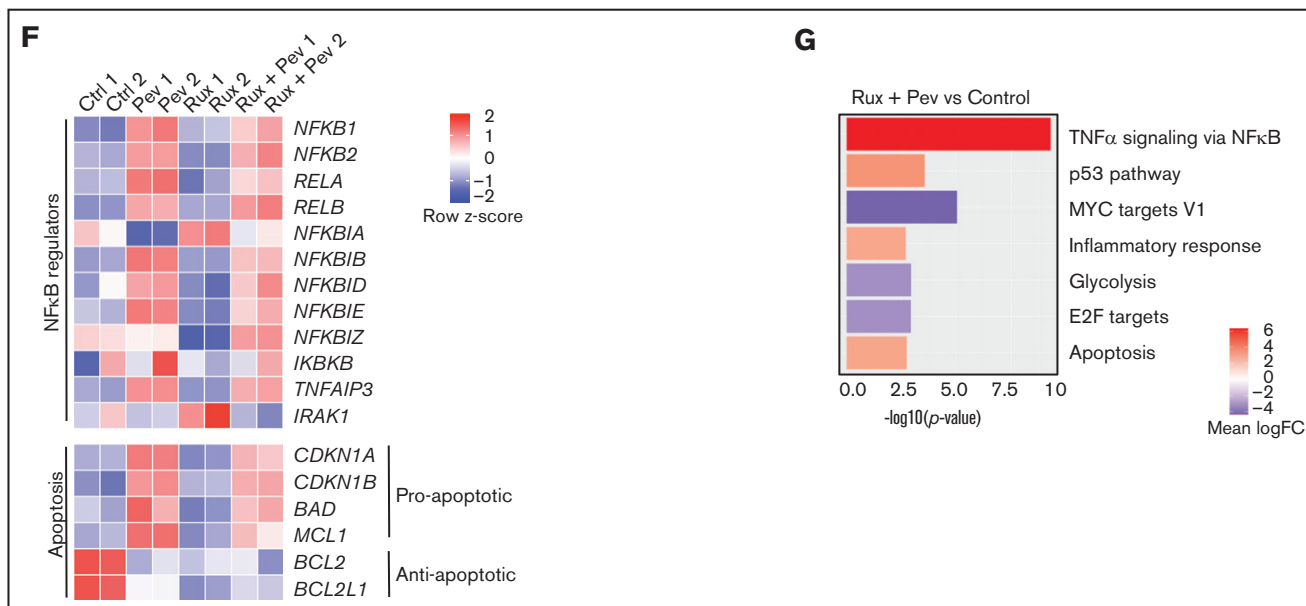 F
Ctrl 1
Ctrl 2
Pev 1
Pev 2
Rux 1
Rux 2
Rux + Pev 1
Rux + Pev 2
NFκB regulators
NFKB1
NFKB2
RELA
RELB
NFKBIA
NFKBIB
NFKBID
NFKBIE
NFKBIZ
IKBKB
TNFAIP3
IRAK1
2
1
0
−1
−2
Row z-score
Apoptosis
CDKN1A
CDKN1B
BAD
MCL1
BCL2
BCL2L1
Pro-apoptotic
Anti-apoptotic
G
Rux + Pev vs Control
TNFα signaling via NFκB
p53 pathway
MYC targets V1
Inflammatory response
Glycolysis
E2F targets
Apoptosis
0.0 2.5 5.0 10
-log10(p-value)
6
4
2
0
−2
−4
Mean logFC